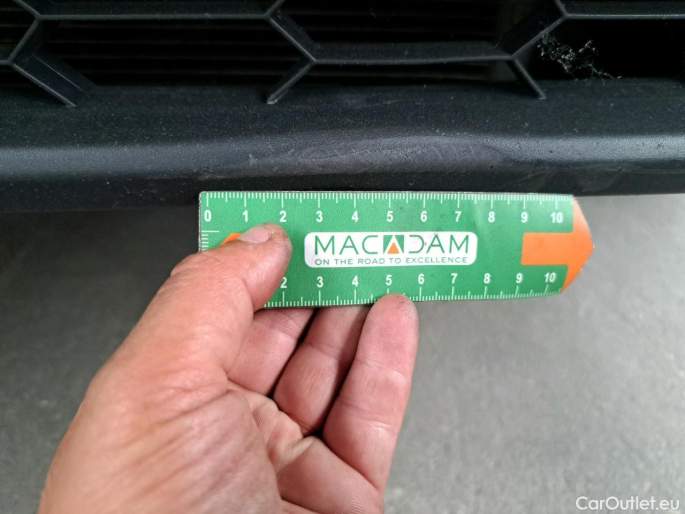 0 1 2 3 4 5 6 7 8 9 10
MACADAM
ON THE ROAD TO EXCELLENCE
2 3 4 5 6 7 8 9 10
CarOutlet.eu